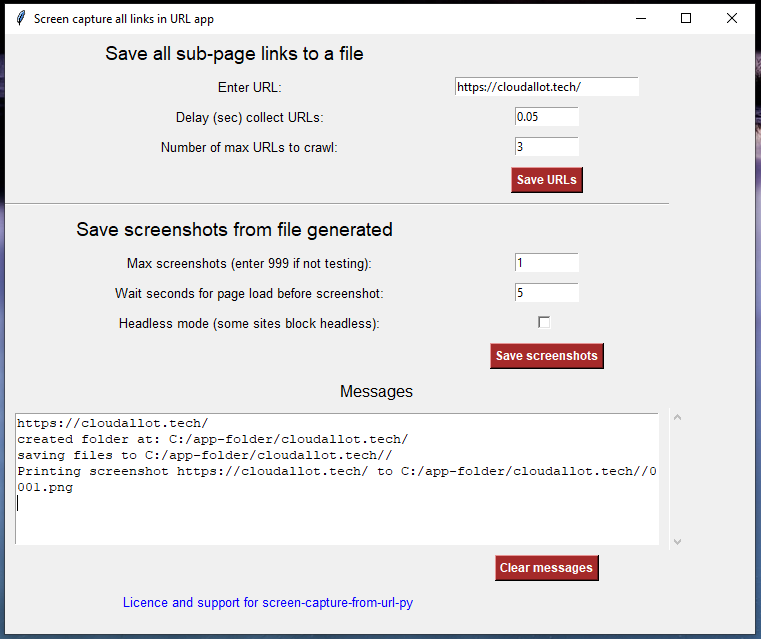 Screen capture all links in URL app
Save all sub-page links to a file
Enter URL: https://cloudallot.tech/
Delay (sec) collect URLs: 0.05
Number of max URLs to crawl: 3
Save URLs
Save screenshots from file generated
Max screenshots (enter 999 if not testing): 1
Wait seconds for page load before screenshot: 5
Headless mode (some sites block headless):
Save screenshots
Messages
https://cloudallot.tech/
created folder at: C:/app-folder/cloudallot.tech/
saving files to C:/app-folder/cloudallot.tech//
Printing screenshot https://cloudallot.tech/ to C:/app-folder/cloudallot.tech//0
001.png
Clear messages
Licence and support for screen-capture-from-url-py